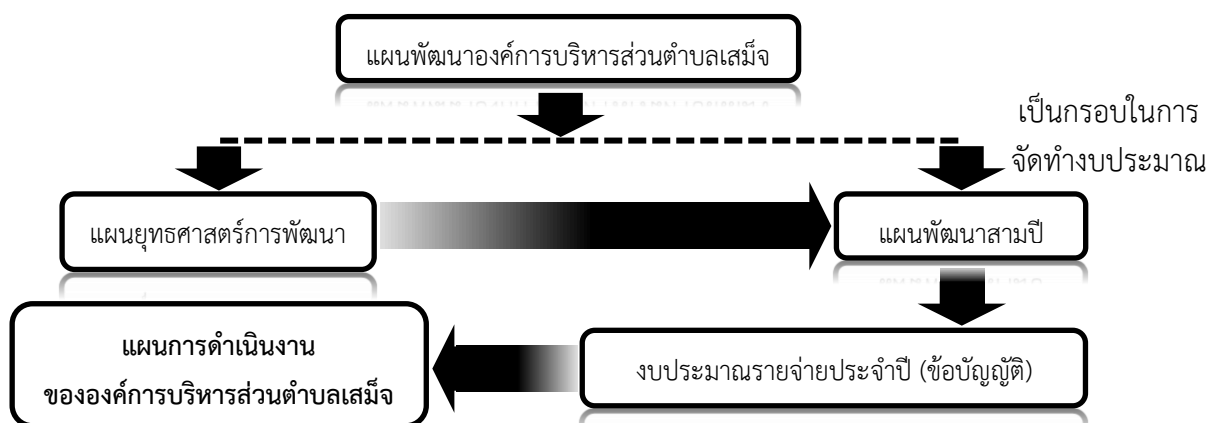 แผนพัฒนาองค์การบริหารส่วนตำบลเสม็จ
เป็นกรอบในการ
จัดทำงบประมาณ
แผนยุทธศาสตร์การพัฒนา
แผนพัฒนาสามปี
แผนการดำเนินงาน
ขององค์การบริหารส่วนตำบลเสม็จ
งบประมาณรายจ่ายประจำปี (ข้อบัญญัติ)